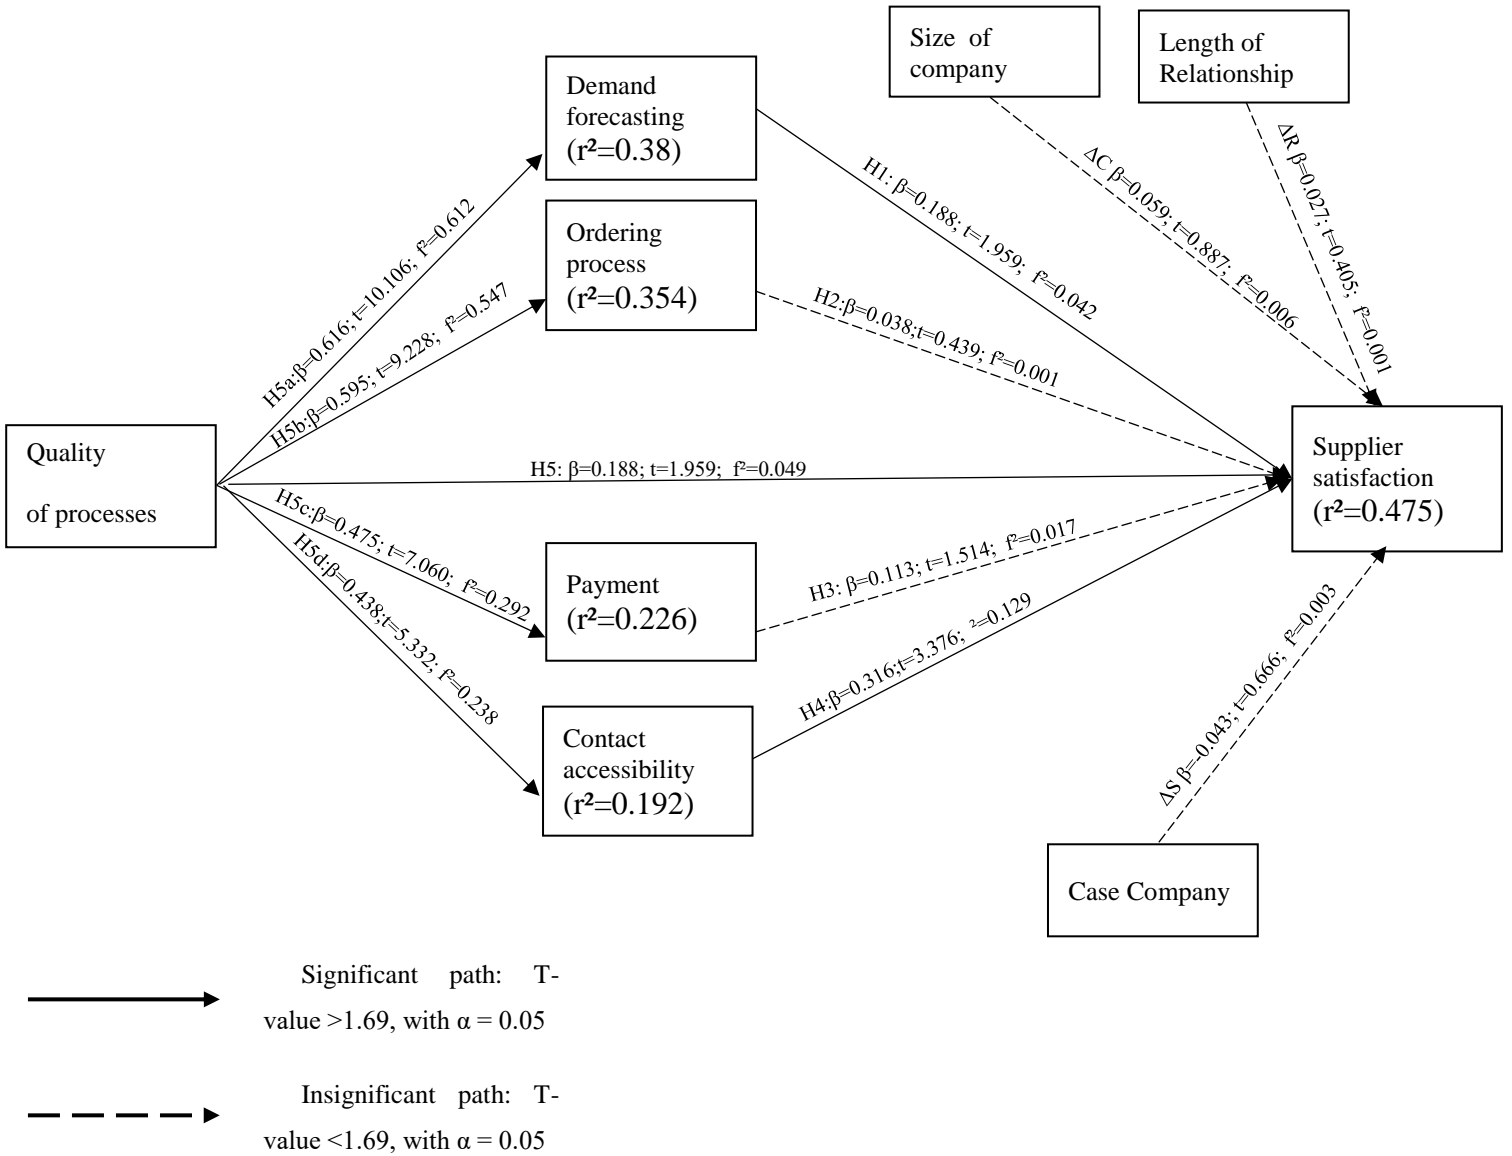 Size of
company
Length of
Relationship
Demand
forecasting
(r²=0.38)
Ordering
process
(r²=0.354)
ΔC β=0.059; t=0.887; f²=0.006
ΔR β=0.027; t=0.405; f²=0.001
H1: β=0.188; t=1.959; f²=0.042
H5a:β=0.616; t=10.106; f²=0.612
H5b:β=0.595; t=9.228; f²=0.547
H2:β=0.038;t=0.439; f²=0.001
Quality
of processes
H5: β=0.188; t=1.959; f²=0.049
Supplier
satisfaction
(r²=0.475)
H5c:β=0.475; t=7.060; f²=0.292
H5d:β=0.438;t=5.332; f²=0.238
Payment
(r²=0.226)
H3: β=0.113; t=1.514; f²=0.017
H4:β=0.316;t=3.376; ²=0.129
Contact
accessibility
(r²=0.192)
ΔS β=-0.043; t=0.666; f²=0.003
Case Company
Significant path: T-
value >1.69, with α = 0.05
Insignificant path: T-
value <1.69, with α = 0.05